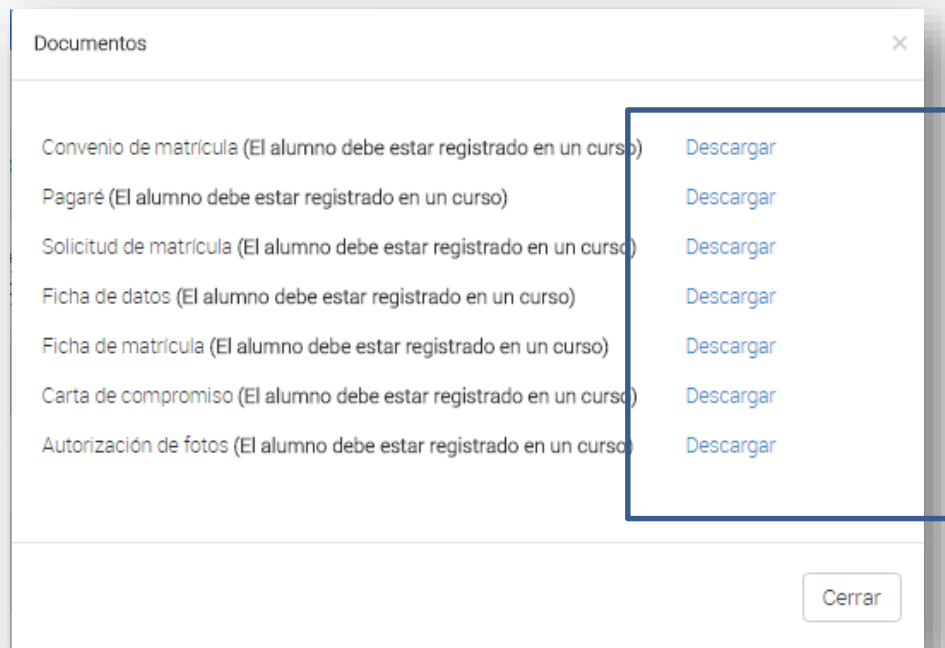 Documentos ×
Convenio de matrícula (El alumno debe estar registrado en un curso) Descargar
Pagaré (El alumno debe estar registrado en un curso) Descargar
Solicitud de matrícula (El alumno debe estar registrado en un curso) Descargar
Ficha de datos (El alumno debe estar registrado en un curso) Descargar
Ficha de matrícula (El alumno debe estar registrado en un curso) Descargar
Carta de compromiso (El alumno debe estar registrado en un curso) Descargar
Autorización de fotos (El alumno debe estar registrado en un curso) Descargar
Cerrar